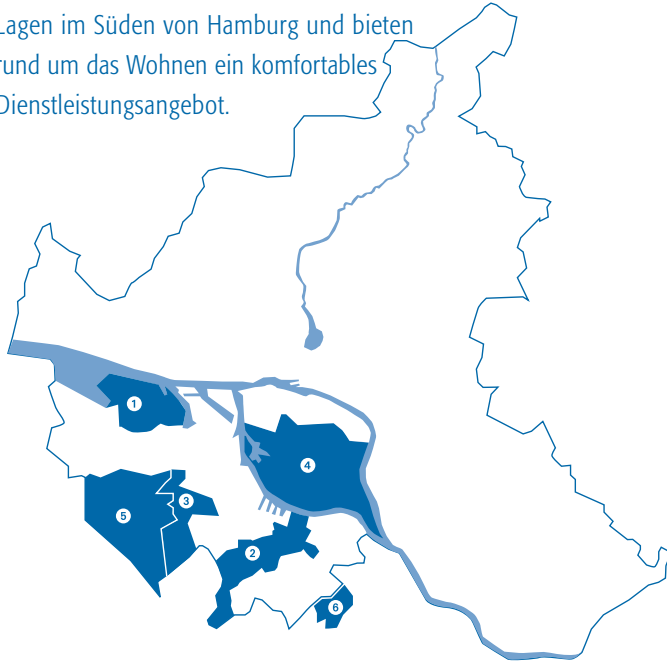 Lagen im Süden von Hamburg und bieten
rund um das Wohnen ein komfortables
Dienstleistungsangebot.
1
4
3
5
2
6